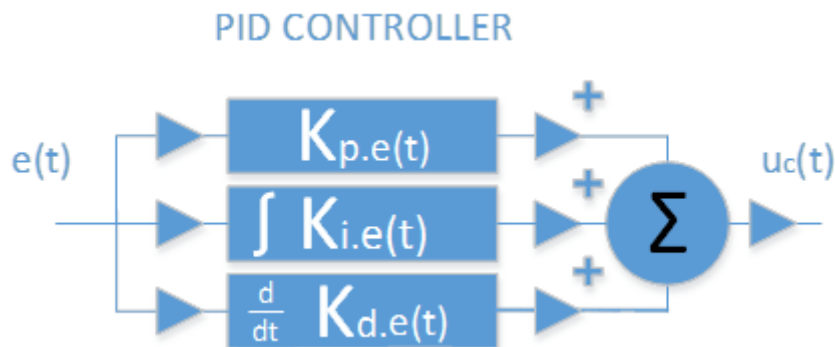 PID CONTROLLER
+
Kp.e(t)
e(t)
+
uc(t)
∫ Ki.e(t)
Σ
+
d/dt Kd.e(t)